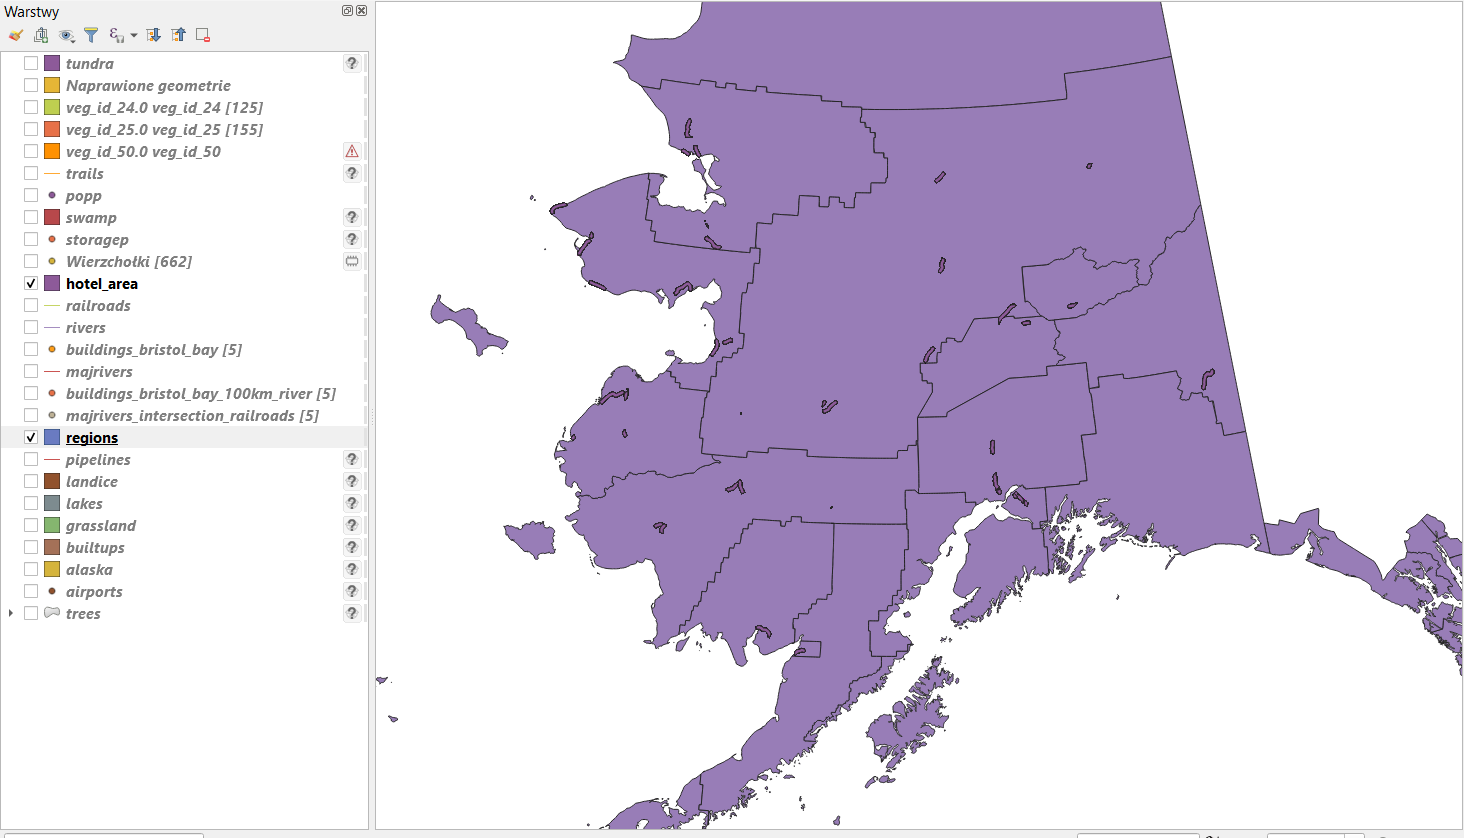 Warstwy
tundra
Naprawione geometrie
veg_id_24.0 veg_id_24 [125]
veg_id_25.0 veg_id_25 [155]
veg_id_50.0 veg_id_50
trails
popp
swamp
storagep
Wierzchołki [662]
hotel_area
railroads
rivers
buildings_bristol_bay [5]
majrivers
buildings_bristol_bay_100km_river [5]
majrivers_intersection_railroads [5]
regions
pipelines
landice
lakes
grassland
builtups
alaska
airports
trees